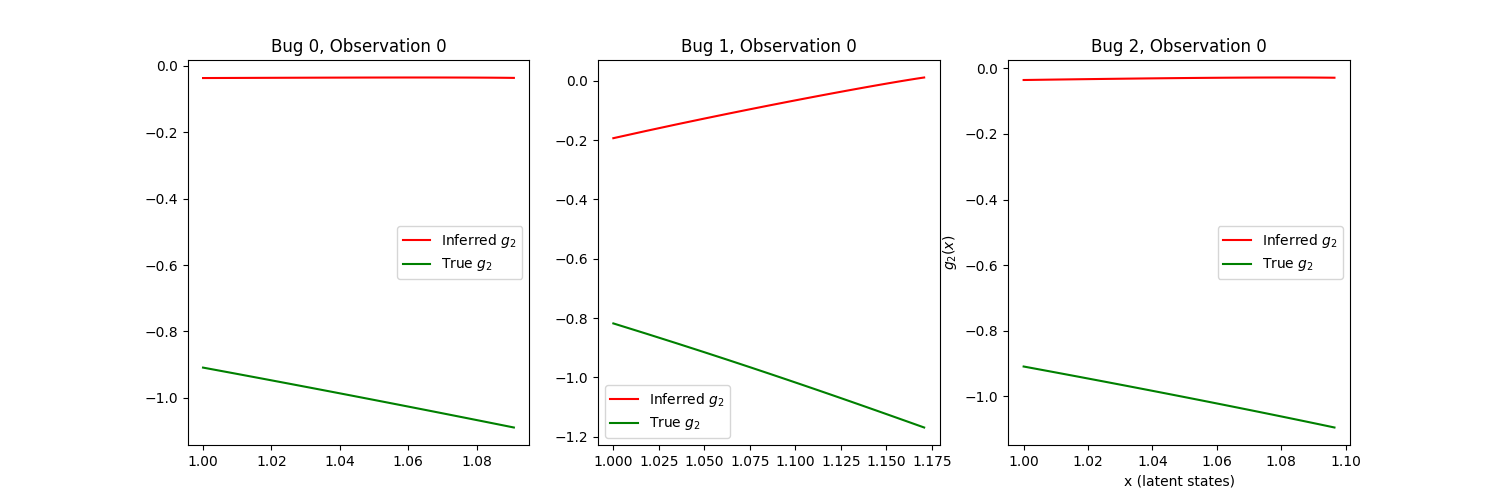 Bug 0, Observation 0
0.0
−0.2
−0.4
−0.6
−0.8
−1.0
Inferred g₂
True g₂
1.00 1.02 1.04 1.06 1.08
Bug 1, Observation 0
0.0
−0.2
−0.4
−0.6
−0.8
−1.0
−1.2
Inferred g₂
True g₂
1.000 1.025 1.050 1.075 1.100 1.125 1.150 1.175
Bug 2, Observation 0
g₂(x)
0.0
−0.2
−0.4
−0.6
−0.8
−1.0
Inferred g₂
True g₂
1.00 1.02 1.04 1.06 1.08 1.10
x (latent states)